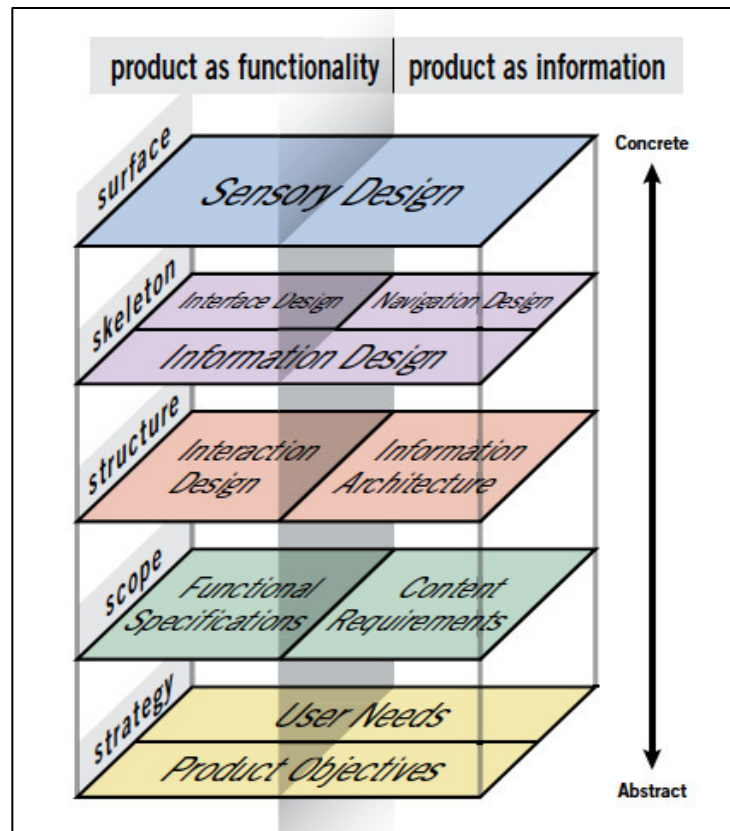 product as functionality product as information
Concrete
surface
Sensory Design
skeleton
Interface Design Navigation Design
Information Design
structure
Interaction Design
Information Architecture
scope
Functional Specifications
Content Requirements
strategy
User Needs
Product Objectives
Abstract